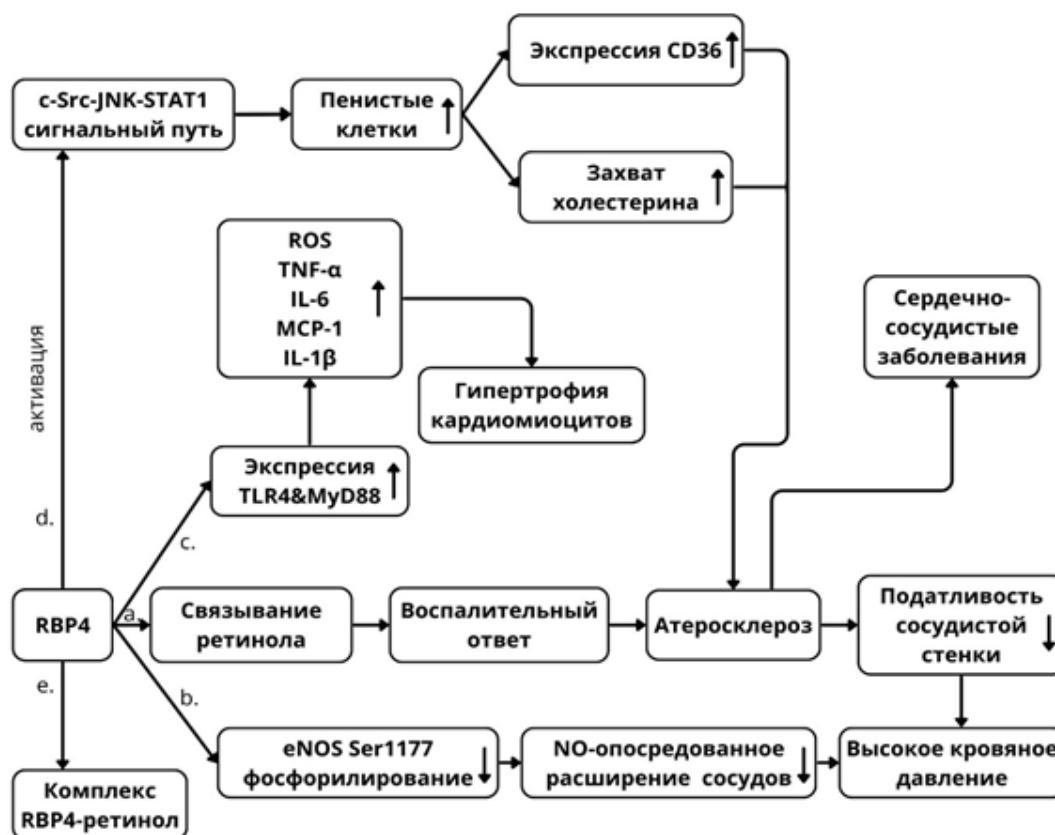 Экспрессия CD36
c-Src-JNK-STAT1
сигнальный путь
Пенистые
клетки
Захват
холестерина
ROS
TNF-α
IL-6
MCP-1
IL-1β
Сердечно-
сосудистые
заболевания
Гипертрофия
кардиомиоцитов
активация
Экспрессия
TLR4&MyD88
d.
c.
RBP4
a.
Связывание
ретинола
Воспалительный
ответ
Атеросклероз
Податливость
сосудистой
стенки
e.
b.
eNOS Ser1177
фосфорилирование
NO-опосредованное
расширение сосудов
Высокое кровяное
давление
Комплекс
RBP4-ретинол